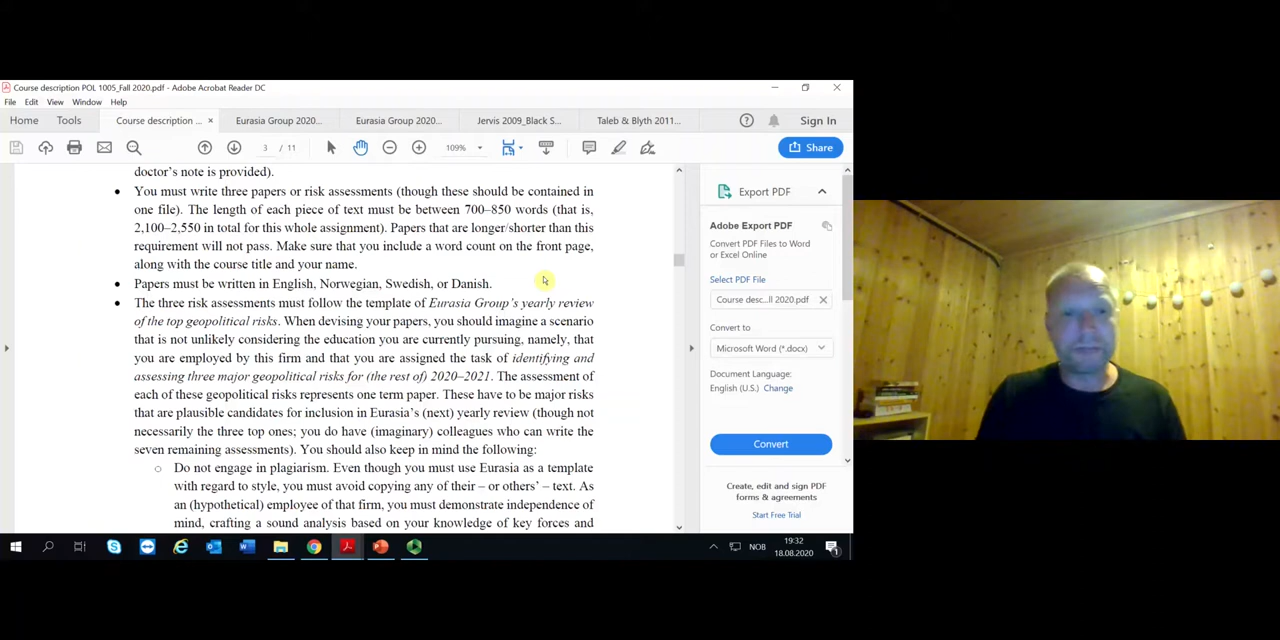 Course description POL 1005_Fall 2020.pdf - Adobe Acrobat Reader DC
File Edit View Window Help
Home Tools Course description ... × Eurasia Group 2020... Eurasia Group 2020... Jervis 2009_Black S... Taleb & Blyth 2011... Sign In
3 / 11 109% Share
doctor's note is provided).
• You must write three papers or risk assessments (though these should be contained in
one file). The length of each piece of text must be between 700–850 words (that is,
2,100–2,550 in total for this whole assignment). Papers that are longer/shorter than this
requirement will not pass. Make sure that you include a word count on the front page,
along with the course title and your name.
• Papers must be written in English, Norwegian, Swedish, or Danish.
• The three risk assessments must follow the template of Eurasia Group's yearly review
of the top geopolitical risks. When devising your papers, you should imagine a scenario
that is not unlikely considering the education you are currently pursuing, namely, that
you are employed by this firm and that you are assigned the task of identifying and
assessing three major geopolitical risks for (the rest of) 2020–2021. The assessment of
each of these geopolitical risks represents one term paper. These have to be major risks
that are plausible candidates for inclusion in Eurasia's (next) yearly review (though not
necessarily the three top ones; you do have (imaginary) colleagues who can write the
seven remaining assessments). You should also keep in mind the following:
○ Do not engage in plagiarism. Even though you must use Eurasia as a template
with regard to style, you must avoid copying any of their – or others' – text. As
an (hypothetical) employee of that firm, you must demonstrate independence of
mind, crafting a sound analysis based on your knowledge of key forces and
Export PDF
Adobe Export PDF
Convert PDF Files to Word
or Excel Online
Select PDF File
Course desc...ll 2020.pdf ×
Convert to
Microsoft Word (*.docx)
Document Language:
English (U.S.) Change
Convert
Create, edit and sign PDF
forms & agreements
Start Free Trial
NOB
19:32
18.08.2020